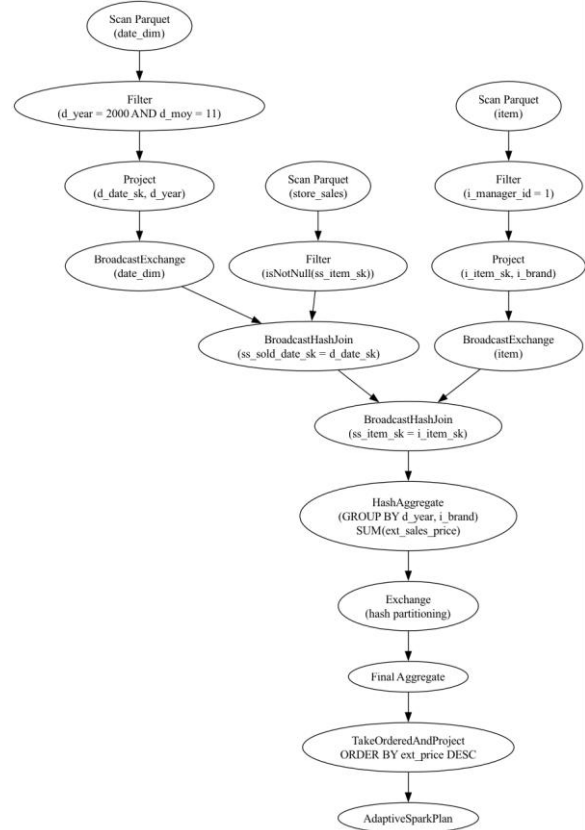 Scan Parquet
(date_dim)
Filter
(d_year = 2000 AND d_moy = 11)
Scan Parquet
(item)
Project
(d_date_sk, d_year)
Scan Parquet
(store_sales)
Filter
(i_manager_id = 1)
BroadcastExchange
(date_dim)
Filter
(isNotNull(ss_item_sk))
Project
(i_item_sk, i_brand)
BroadcastHashJoin
(ss_sold_date_sk = d_date_sk)
BroadcastExchange
(item)
BroadcastHashJoin
(ss_item_sk = i_item_sk)
HashAggregate
(GROUP BY d_year, i_brand)
SUM(ext_sales_price)
Exchange
(hash partitioning)
Final Aggregate
TakeOrderedAndProject
ORDER BY ext_price DESC
AdaptiveSparkPlan